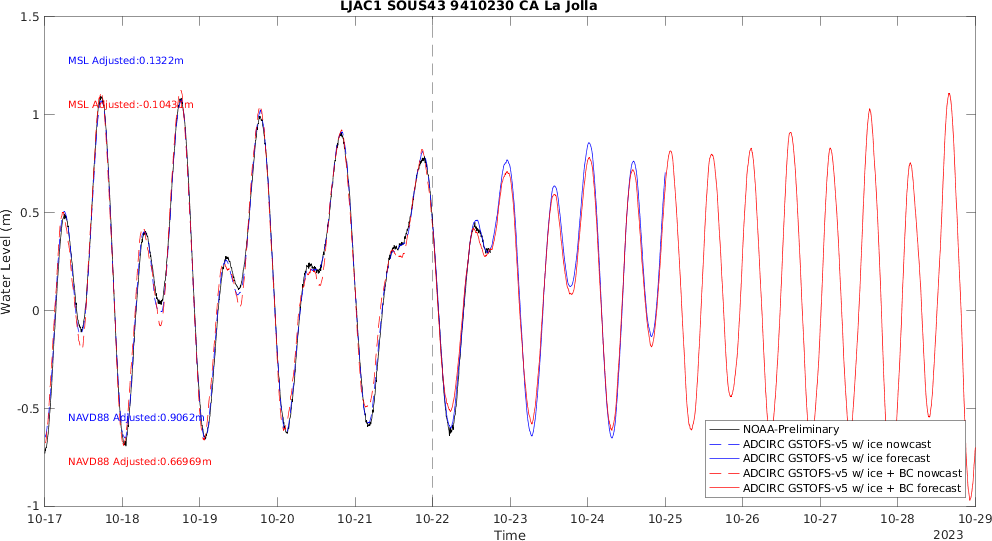 LJAC1 SOUS43 9410230 CA La Jolla
1.5
MSL Adjusted:0.1322m
1
0.5
Water Level (m)
0
-0.5
NAVD88 Adjusted:0.9062m
NAVD88 Adjusted:0.66969m
-1
NOAA-Preliminary
ADCIRC GSTOFS-v5 w/ ice nowcast
ADCIRC GSTOFS-v5 w/ ice forecast
ADCIRC GSTOFS-v5 w/ ice + BC nowcast
ADCIRC GSTOFS-v5 w/ ice + BC forecast
10-17 10-18 10-19 10-20 10-21 10-22 10-23 10-24 10-25 10-26 10-27 10-28 10-29
Time
2023